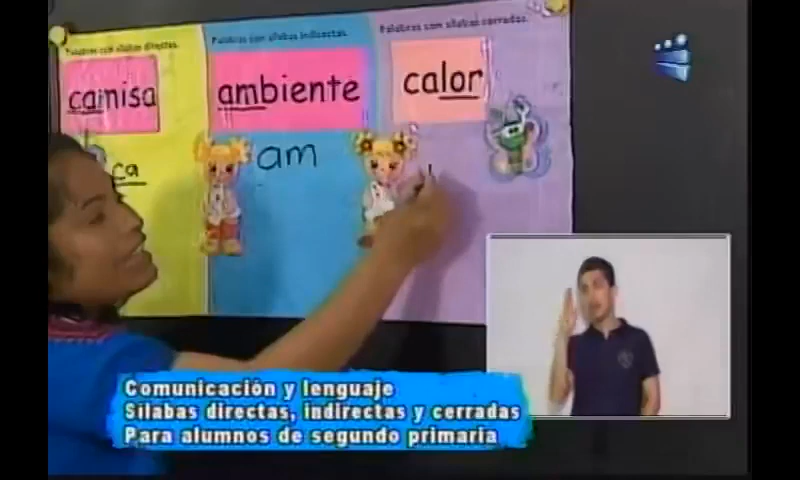 Palabras con sílabas directas.
Palabras con sílabas indirectas.
Palabras con sílabas cerradas.
camisa
ambiente
calor
ca
am
Comunicación y lenguaje
Sílabas directas, indirectas y cerradas
Para alumnos de segundo primaria